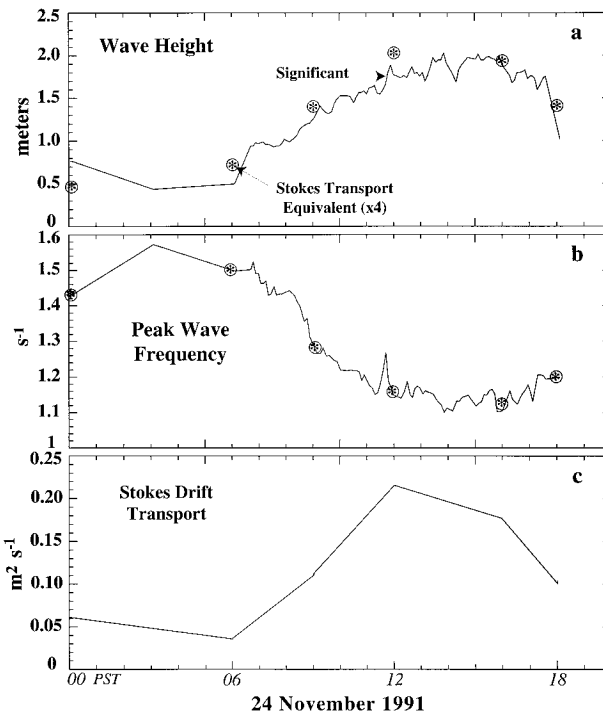 Wave Height
a
2.5
2.0
1.5
1.0
0.5
0
meters
Significant
Stokes Transport
Equivalent (x4)
b
1.6
1.5
1.4
1.3
1.2
1.1
1
s-1
Peak Wave
Frequency
c
0.25
0.20
0.15
0.10
0.05
0
m2 s-1
Stokes Drift
Transport
00 PST
06
12
18
24 November 1991